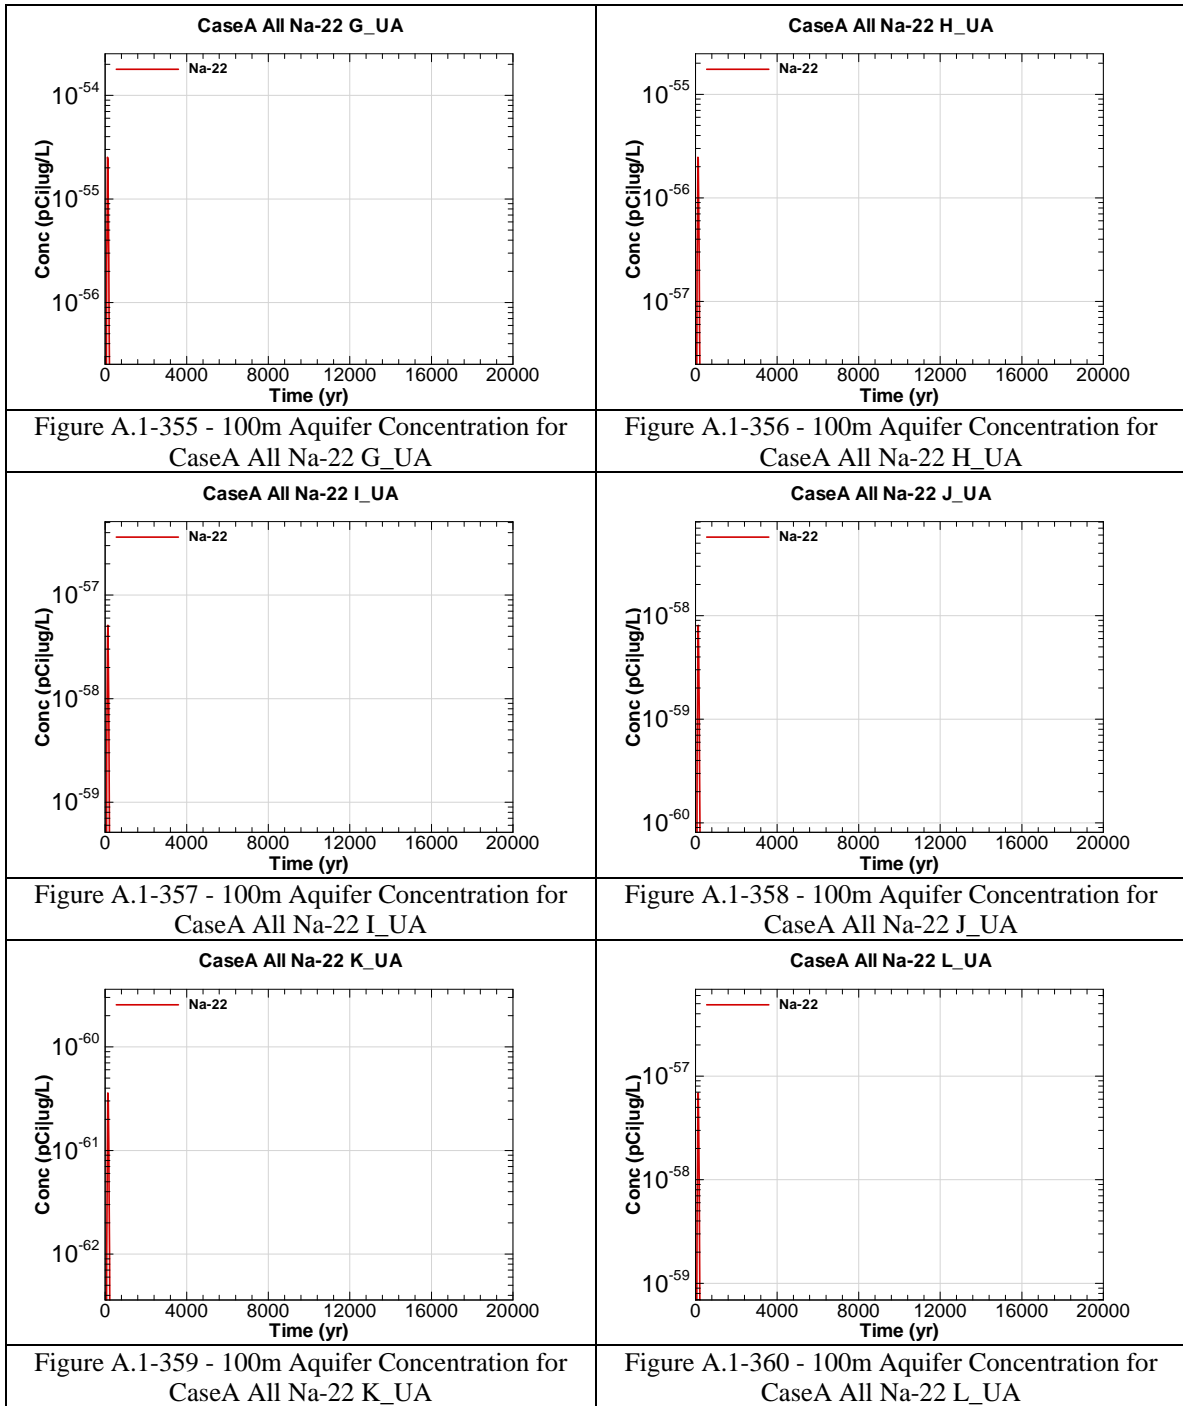 CaseA All Na-22 G_UA
Na-22
10^-54
10^-55
10^-56
Conc (pCi|ug/L)
0 4000 8000 12000 16000 20000
Time (yr)
Figure A.1-355 - 100m Aquifer Concentration for
CaseA All Na-22 G_UA
CaseA All Na-22 H_UA
Na-22
10^-55
10^-56
10^-57
Conc (pCi|ug/L)
0 4000 8000 12000 16000 20000
Time (yr)
Figure A.1-356 - 100m Aquifer Concentration for
CaseA All Na-22 H_UA
CaseA All Na-22 I_UA
Na-22
10^-57
10^-58
10^-59
Conc (pCi|ug/L)
0 4000 8000 12000 16000 20000
Time (yr)
Figure A.1-357 - 100m Aquifer Concentration for
CaseA All Na-22 I_UA
CaseA All Na-22 J_UA
Na-22
10^-58
10^-59
10^-60
Conc (pCi|ug/L)
0 4000 8000 12000 16000 20000
Time (yr)
Figure A.1-358 - 100m Aquifer Concentration for
CaseA All Na-22 J_UA
CaseA All Na-22 K_UA
Na-22
10^-60
10^-61
10^-62
Conc (pCi|ug/L)
0 4000 8000 12000 16000 20000
Time (yr)
Figure A.1-359 - 100m Aquifer Concentration for
CaseA All Na-22 K_UA
CaseA All Na-22 L_UA
Na-22
10^-57
10^-58
10^-59
Conc (pCi|ug/L)
0 4000 8000 12000 16000 20000
Time (yr)
Figure A.1-360 - 100m Aquifer Concentration for
CaseA All Na-22 L_UA